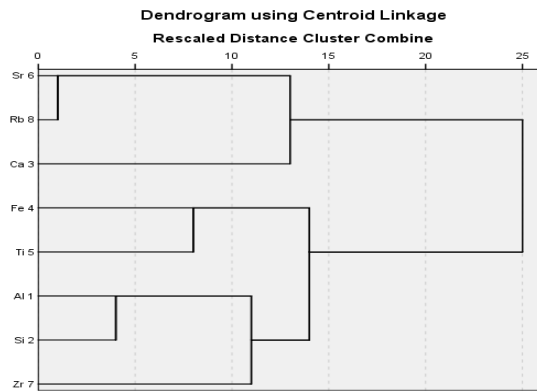 Dendrogram using Centroid Linkage
Rescaled Distance Cluster Combine
0 5 10 15 20 25
Sr 6
Rb 8
Ca 3
Fe 4
Ti 5
Al 1
Si 2
Zr 7